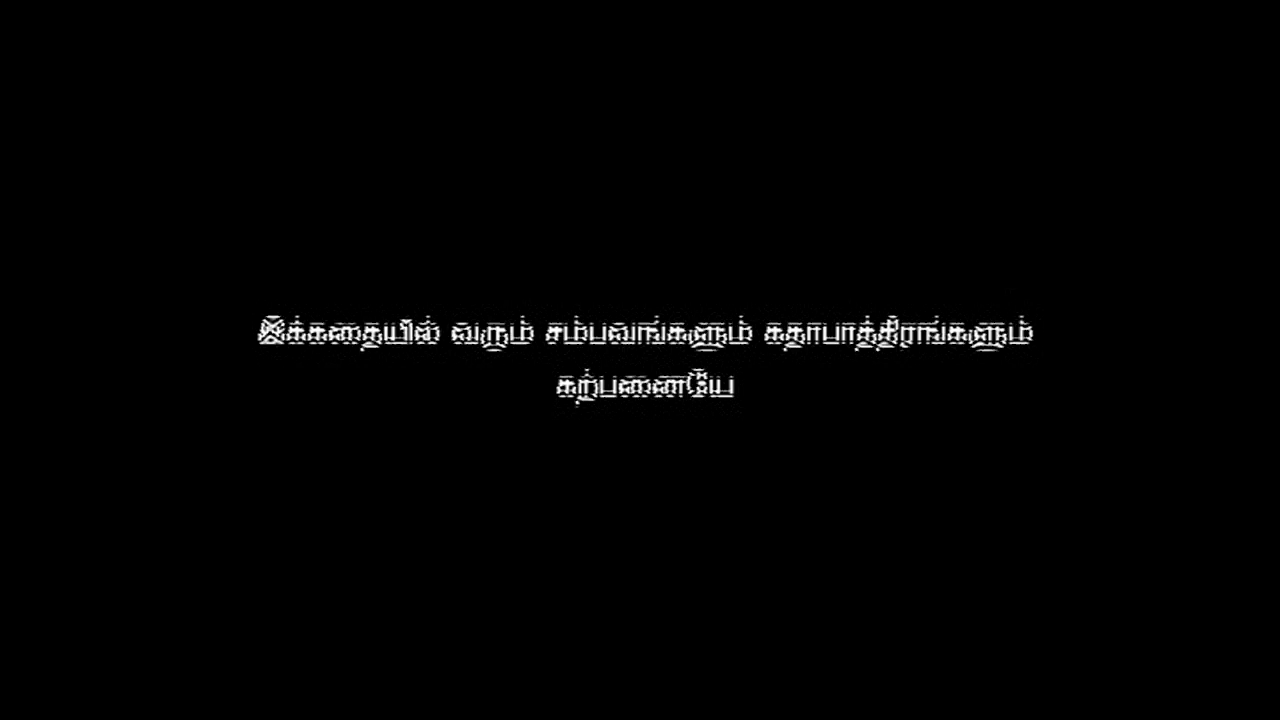 இக்கதையில் வரும் சம்பவங்களும் கதாபாத்திரங்களும்
கற்பனையே